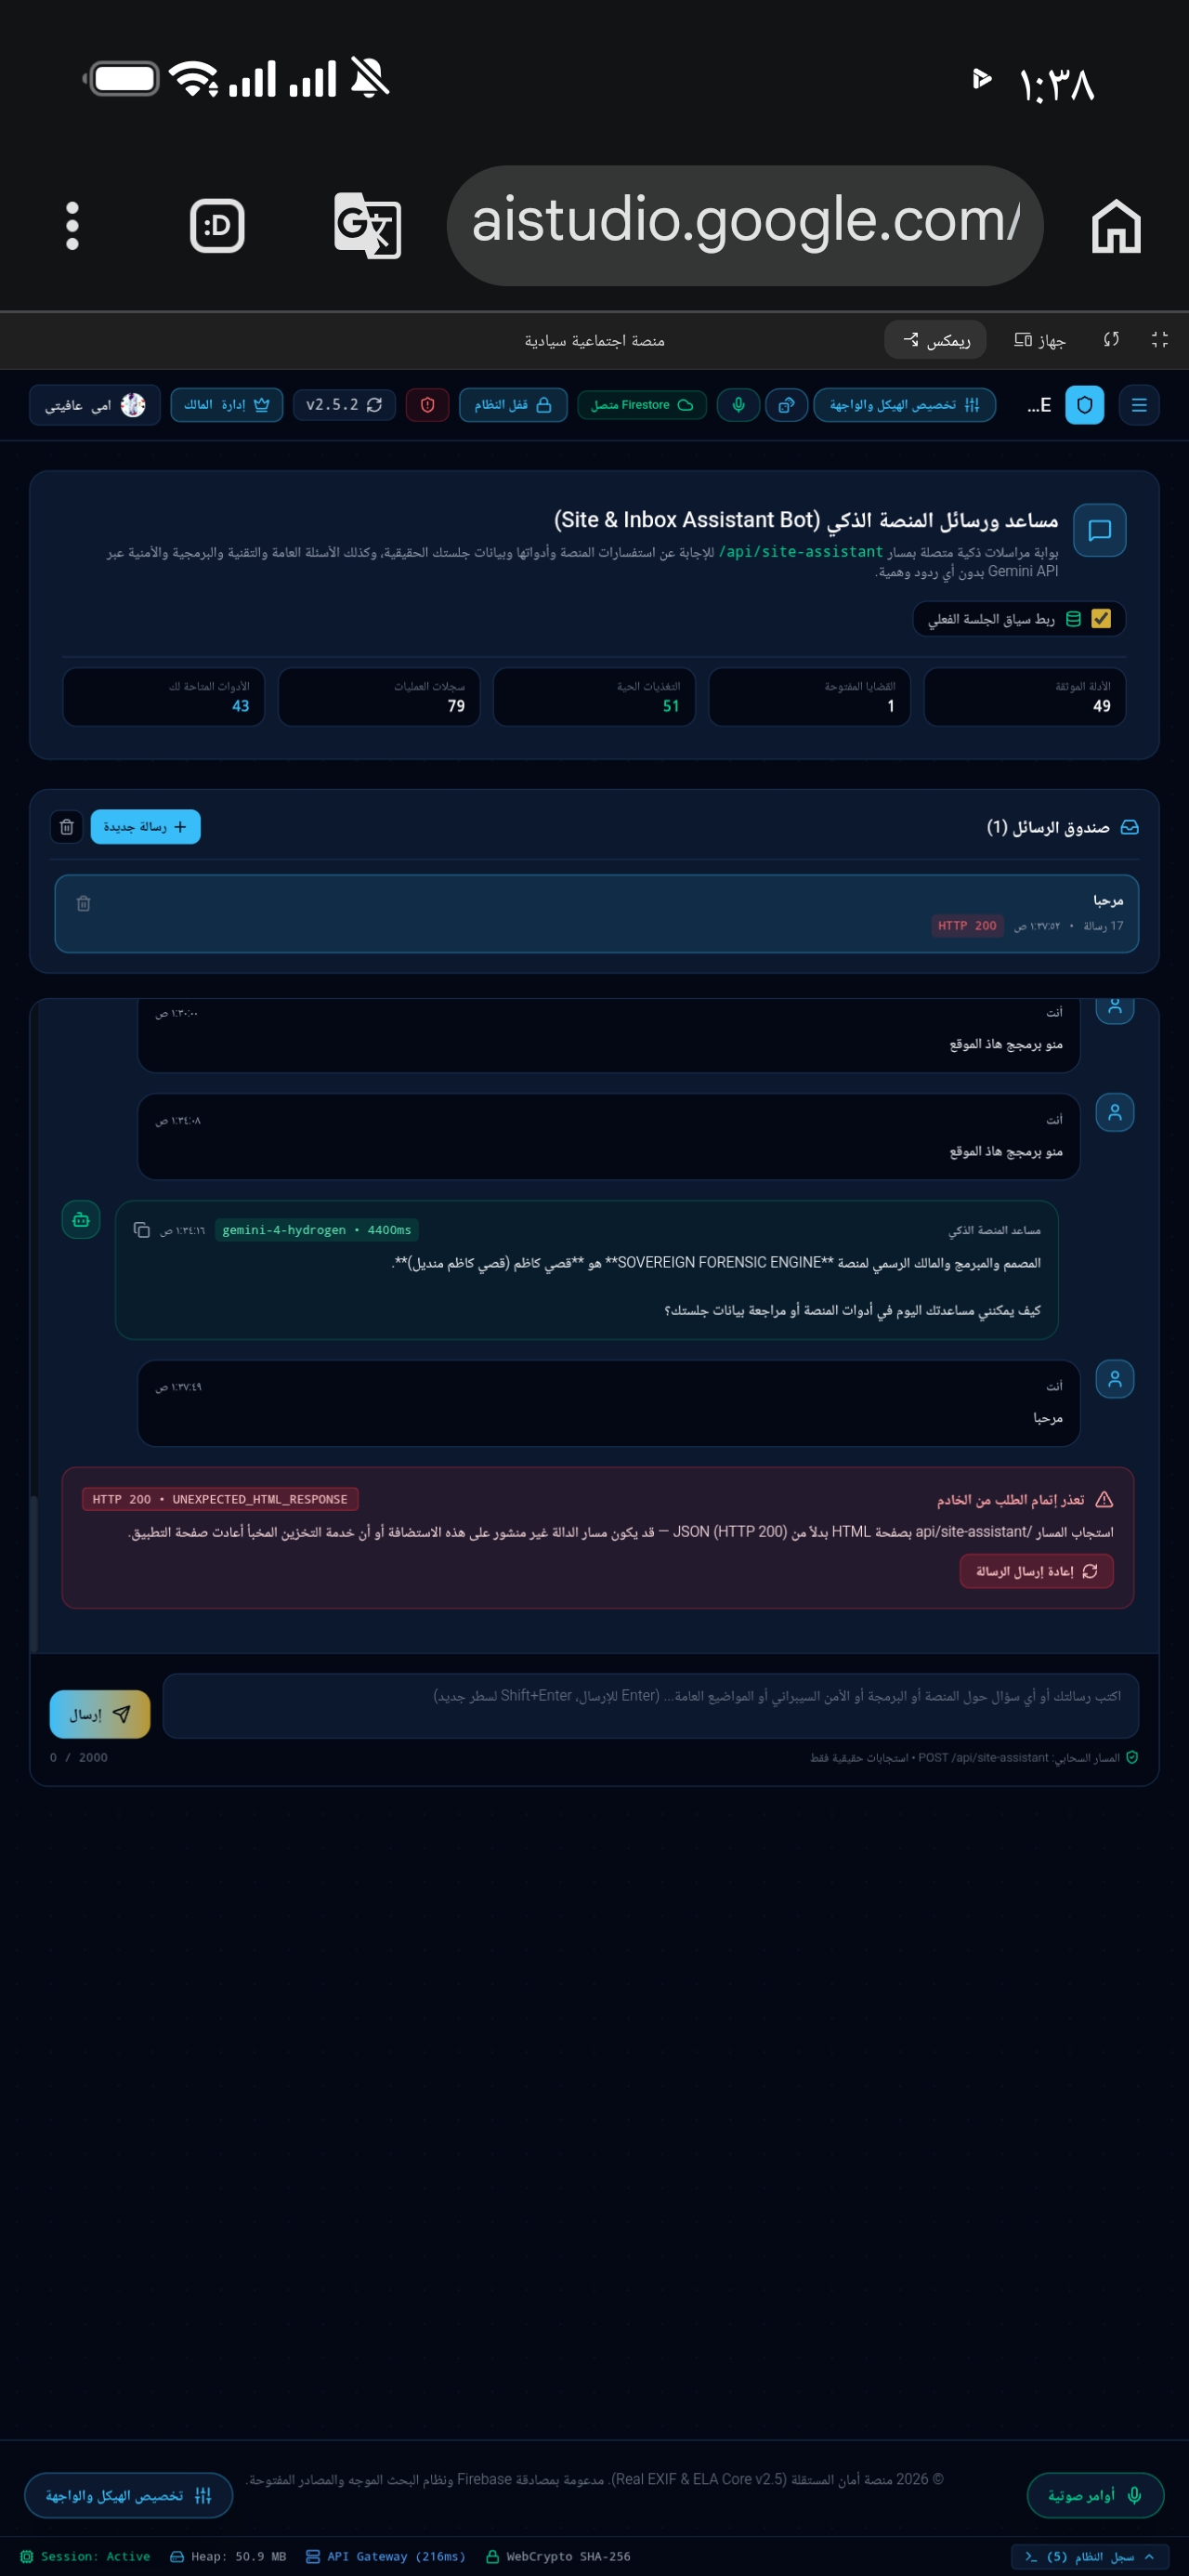 ١:٣٨
aistudio.google.com/
:D
جهاز
ريمكس
منصة اجتماعية سيادية
E...
تخصيص الهيكل والواجهة
Firestore متصل
قفل النظام
v2.5.2
إدارة المالك
امي عافيتي
مساعد ورسائل المنصة الذكي (Site & Inbox Assistant Bot)
بوابة مراسلات ذكية متصلة بمسار /api/site-assistant للإجابة عن استفسارات المنصة وأدواتها وبيانات جلستك الحقيقية، وكذلك الأسئلة العامة والتقنية والبرمجية والأمنية عبر
Gemini API بدون أي ردود وهمية.
ربط سياق الجلسة الفعلي
الأدلة الموثقة
49
القضايا المفتوحة
1
التغذيات الحية
51
سجلات العمليات
79
الأدوات المتاحة لك
43
صندوق الرسائل (1)
رسالة جديدة
مرحبا
17 رسالة • ١:٣٧:٥٢ ص HTTP 200
أنت ١:٣٠:٠٠ ص
منو برمجج هاذ الموقع
أنت ١:٣٤:٠٨ ص
منو برمجج هاذ الموقع
مساعد المنصة الذكي gemini-4-hydrogen • 4400ms ١:٣٤:١٦ ص
المصمم والمبرمج والمالك الرسمي لمنصة **SOVEREIGN FORENSIC ENGINE** هو **قصي كاظم (قصي كاظم منديل)**.
كيف يمكنني مساعدتك اليوم في أدوات المنصة أو مراجعة بيانات جلستك؟
أنت ١:٣٧:٤٩ ص
مرحبا
تعذر إتمام الطلب من الخادم HTTP 200 • UNEXPECTED_HTML_RESPONSE
استجاب المسار /api/site-assistant بصفحة HTML بدلاً من JSON (HTTP 200) — قد يكون مسار الدالة غير منشور على هذه الاستضافة أو أن خدمة التخزين المخبأ أعادت صفحة التطبيق.
إعادة إرسال الرسالة
اكتب رسالتك أو أي سؤال حول المنصة أو البرمجة أو الأمن السيبراني أو المواضيع العامة... (Enter للإرسال، Shift+Enter لسطر جديد)
إرسال
المسار السحابي: POST /api/site-assistant • استجابات حقيقية فقط
0 / 2000
© 2026 منصة أمان المستقلة (Real EXIF & ELA Core v2.5). مدعومة بمصادقة Firebase ونظام البحث الموجه والمصادر المفتوحة.
أوامر صوتية
تخصيص الهيكل والواجهة
سجل النظام (5)
Session: Active
Heap: 50.9 MB
API Gateway (216ms)
WebCrypto SHA-256